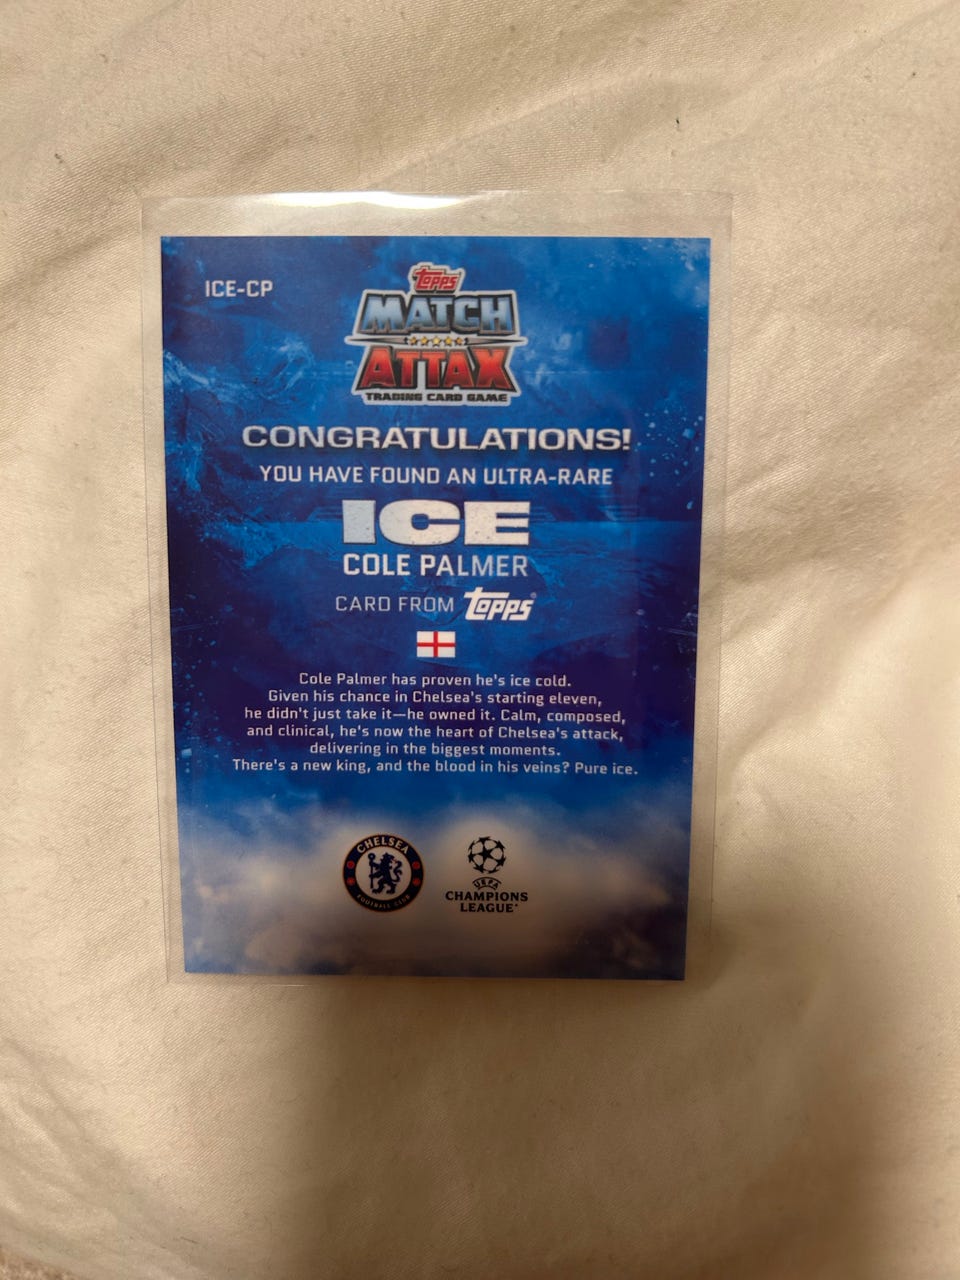 ICE-CP
Topps
MATCH
ATTAX
TRADING CARD GAME
CONGRATULATIONS!
YOU HAVE FOUND AN ULTRA-RARE
ICE
COLE PALMER
CARD FROM Topps®
Cole Palmer has proven he's ice cold.
Given his chance in Chelsea's starting eleven,
he didn't just take it—he owned it. Calm, composed,
and clinical, he's now the heart of Chelsea's attack,
delivering in the biggest moments.
There's a new king, and the blood in his veins? Pure ice.
CHELSEA
FOOTBALL CLUB
UEFA
CHAMPIONS
LEAGUE